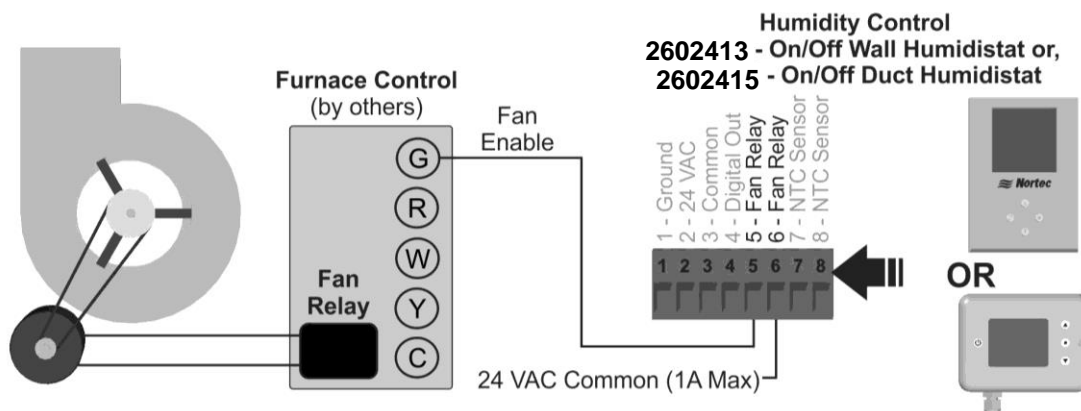 Humidity Control
2602413 - On/Off Wall Humidistat or,
2602415 - On/Off Duct Humidistat
Furnace Control
(by others)
Fan
Enable
G
R
W
Y
C
Fan
Relay
1 - Ground
2 - 24 VAC
3 - Common
4 - Digital Out
5 - Fan Relay
6 - Fan Relay
7 - NTC Sensor
8 - NTC Sensor
1 2 3 4 5 6 7 8
Nortec
OR
24 VAC Common (1A Max)